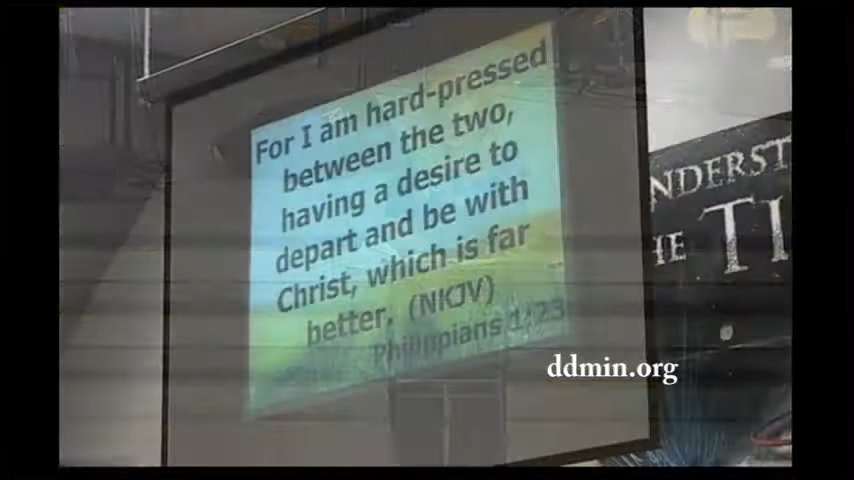 For I am hard-pressed
between the two,
having a desire to
depart and be with
Christ, which is far
better. (NKJV)
Philippians 1:23
NDERST
HE TI
ddmin.org